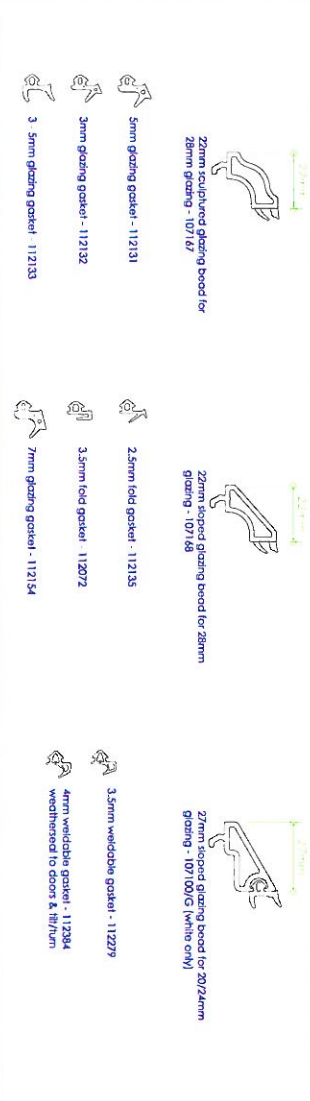 22mm
22mm sculptured glazing bead for
28mm glazing - 107167
22mm sloped glazing bead for 28mm
glazing - 107168
27mm sloped glazing bead for 20/24mm
glazing - 107100/G (white only)
5mm glazing gasket - 112131
3mm glazing gasket - 112132
3 - 5mm glazing gasket - 112133
2.5mm fold gasket - 112135
3.5mm fold gasket - 112072
7mm glazing gasket - 112154
3.5mm weldable gasket - 112279
4mm weldable gasket - 112384
weatherseal to doors & tilt/turn